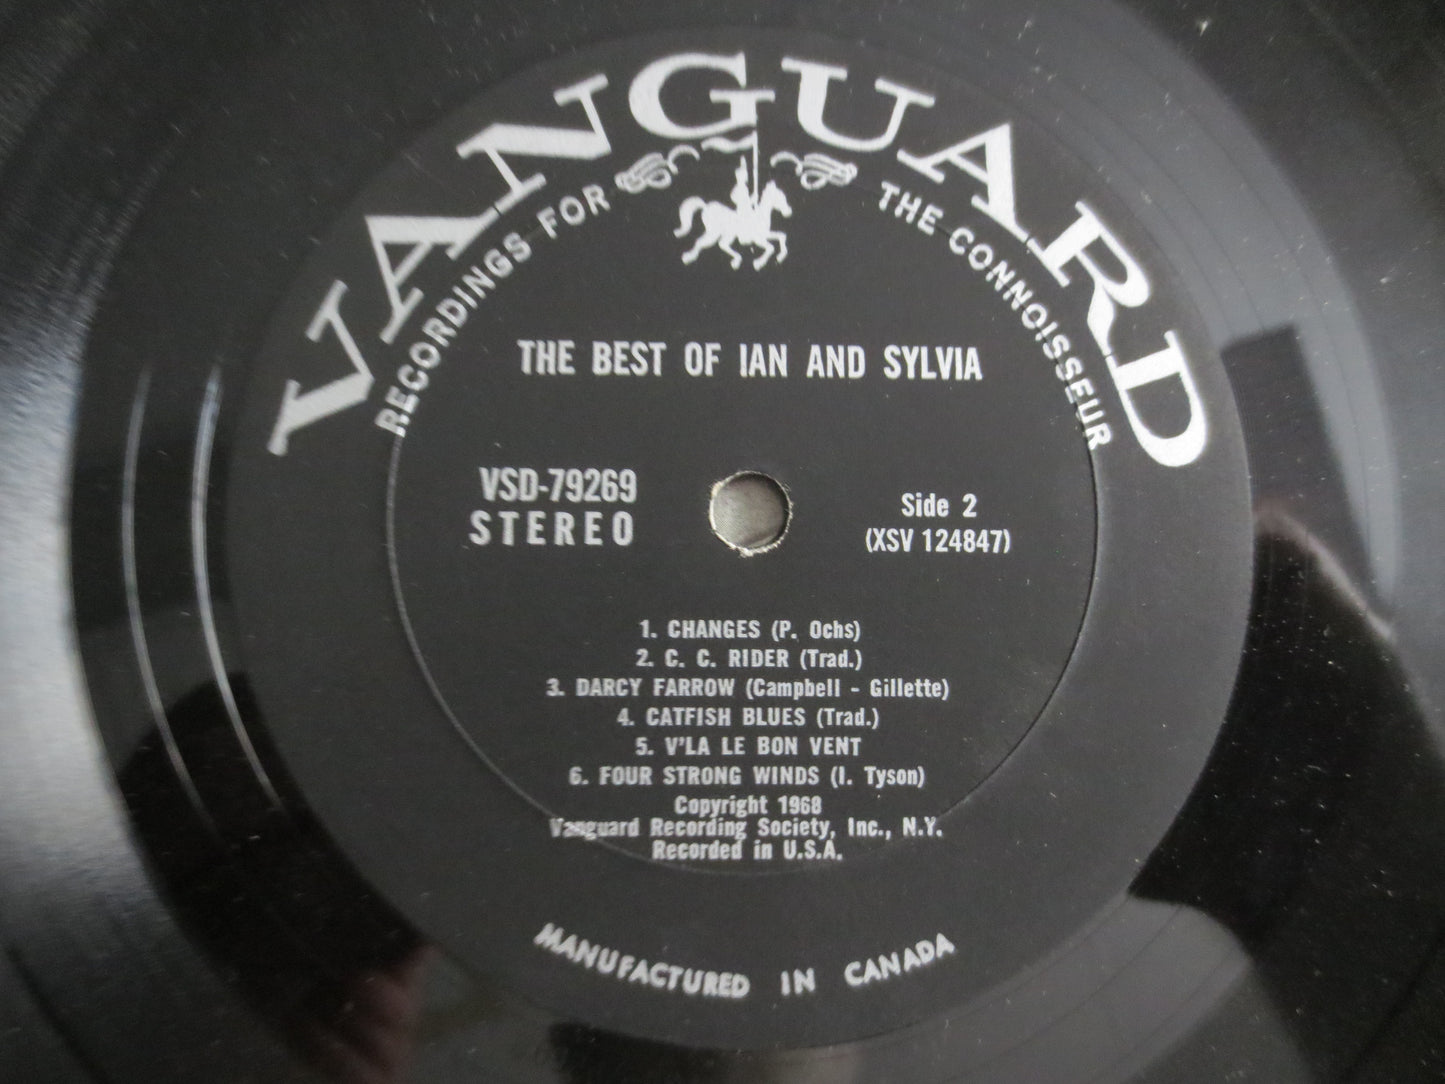 VANGUARD
RECORDINGS FOR THE CONNOISSEUR
THE BEST OF IAN AND SYLVIA
VSD-79269
STEREO
Side 2
(XSV 124847)
1. CHANGES (P. Ochs)
2. C. C. RIDER (Trad.)
3. DARCY FARROW (Campbell - Gillette)
4. CATFISH BLUES (Trad.)
5. V'LA LE BON VENT
6. FOUR STRONG WINDS (I. Tyson)
Copyright 1968
Vanguard Recording Society, Inc., N.Y.
Recorded in U.S.A.
MANUFACTURED IN CANADA